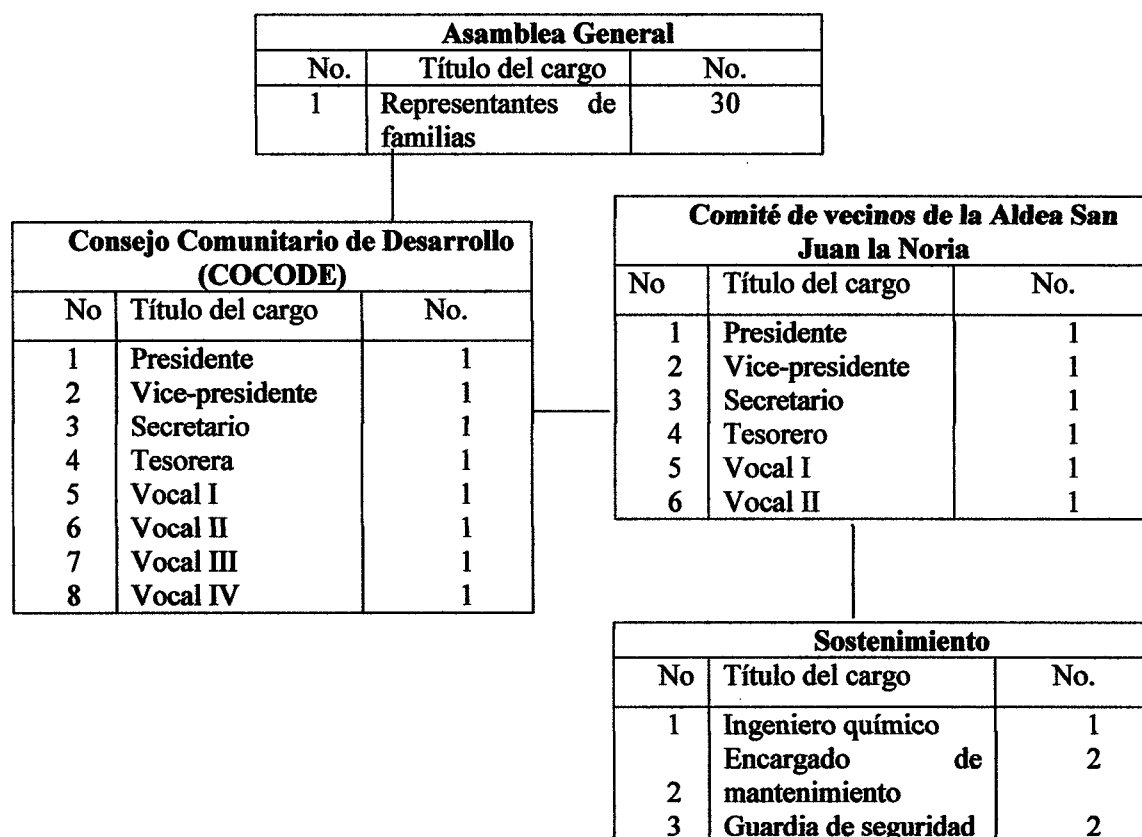 Asamblea General
No. Título del cargo No.
1 Representantes de 30
familias
Consejo Comunitario de Desarrollo
(COCODE)
No Título del cargo No.
1 Presidente 1
2 Vice-presidente 1
3 Secretario 1
4 Tesorera 1
5 Vocal I 1
6 Vocal II 1
7 Vocal III 1
8 Vocal IV 1
Comité de vecinos de la Aldea San
Juan la Noria
No Título del cargo No.
1 Presidente 1
2 Vice-presidente 1
3 Secretario 1
4 Tesorero 1
5 Vocal I 1
6 Vocal II 1
Sostenimiento
No Título del cargo No.
1 Ingeniero químico 1
Encargado de 2
2 mantenimiento
3 Guardia de seguridad 2